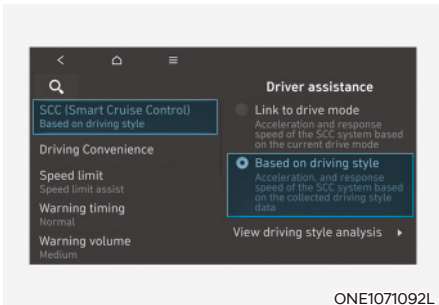 SCC (Smart Cruise Control)
Based on driving style
Driving Convenience
Speed limit
Speed limit assist
Warning timing
Normal
Warning volume
Medium
Driver assistance
Link to drive mode
Acceleration and response
speed of the SCC system based
on the current drive mode
Based on driving style
Acceleration, and response
speed of the SCC system based
on the collected driving style
data
View driving style analysis
ONE1071092L